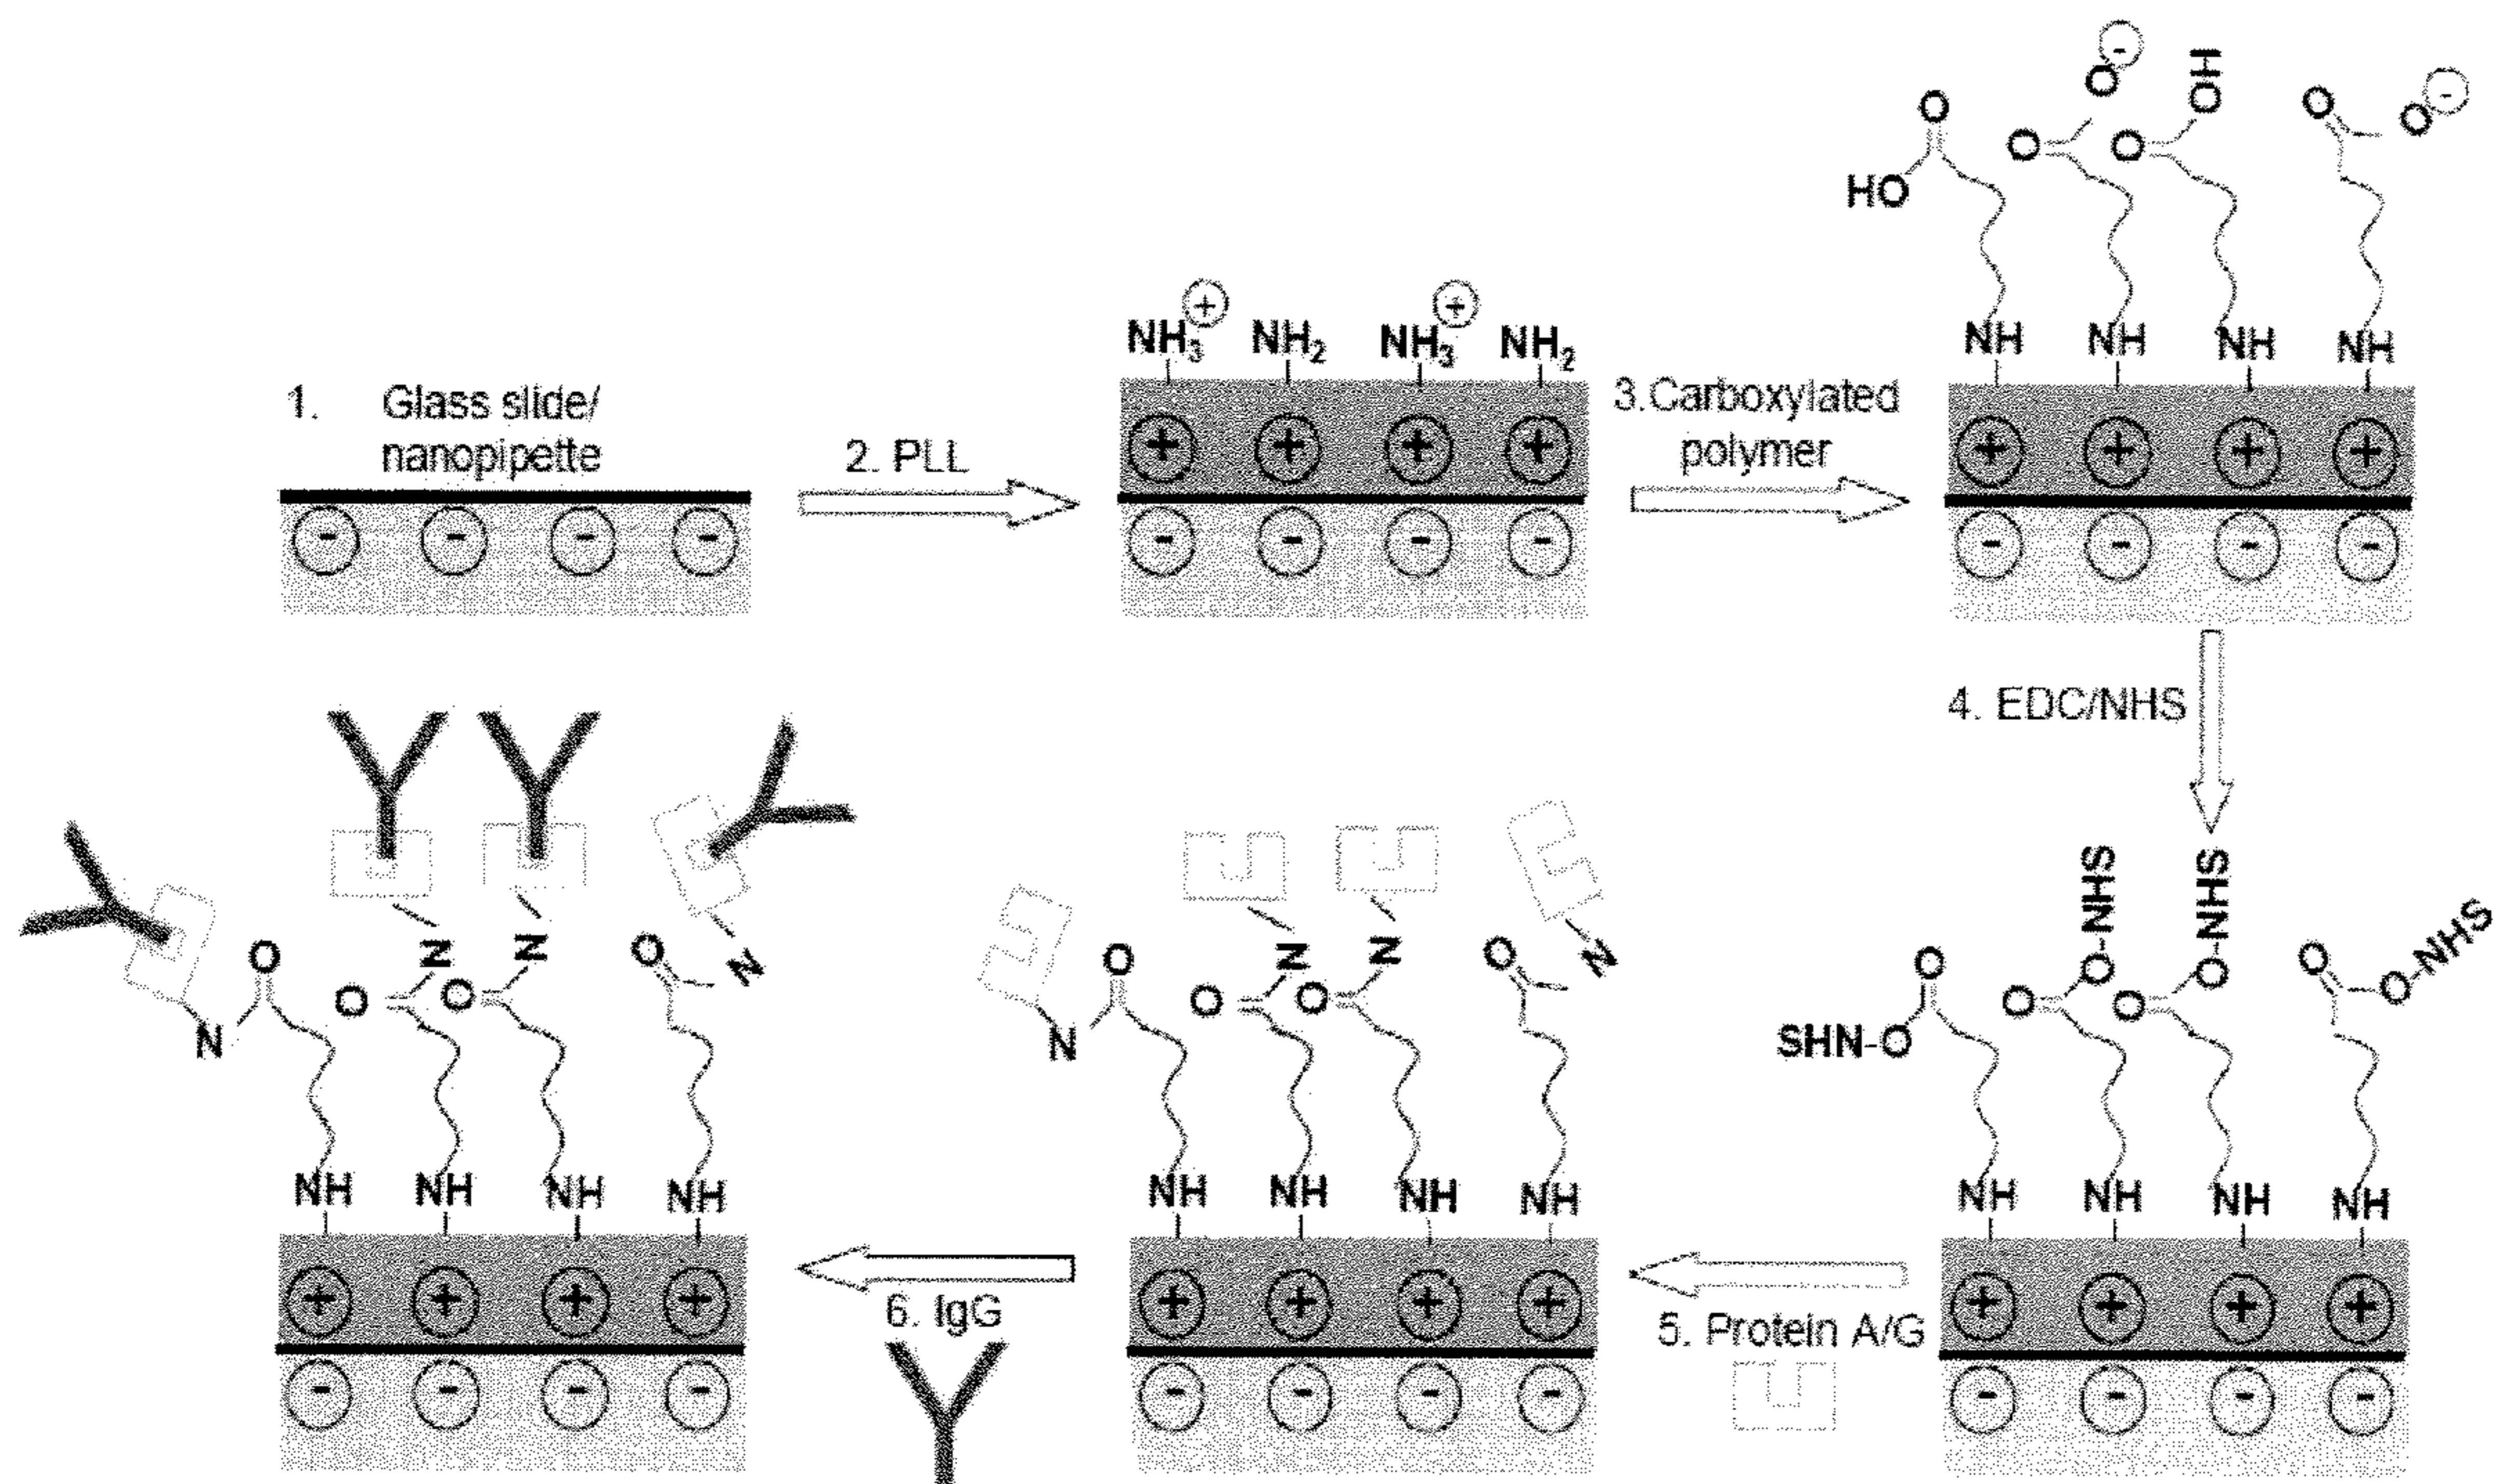 1. Glass slide/
nanopipette
⊖ ⊖ ⊖ ⊖
2. PLL
NH3⊕ NH2 NH3⊕ NH2
⊕ ⊕ ⊕ ⊕
⊖ ⊖ ⊖ ⊖
3.Carboxylated
polymer
O HO O O⊖ O OH O O⊖
NH NH NH NH
⊕ ⊕ ⊕ ⊕
⊖ ⊖ ⊖ ⊖
4. EDC/NHS
O SHN-O O O-NHS O O-NHS O O-NHS
NH NH NH NH
⊕ ⊕ ⊕ ⊕
⊖ ⊖ ⊖ ⊖
5. Protein A/G
O N O N O N O N
NH NH NH NH
⊕ ⊕ ⊕ ⊕
⊖ ⊖ ⊖ ⊖
6. IgG
O N O N O N O N
NH NH NH NH
⊕ ⊕ ⊕ ⊕
⊖ ⊖ ⊖ ⊖